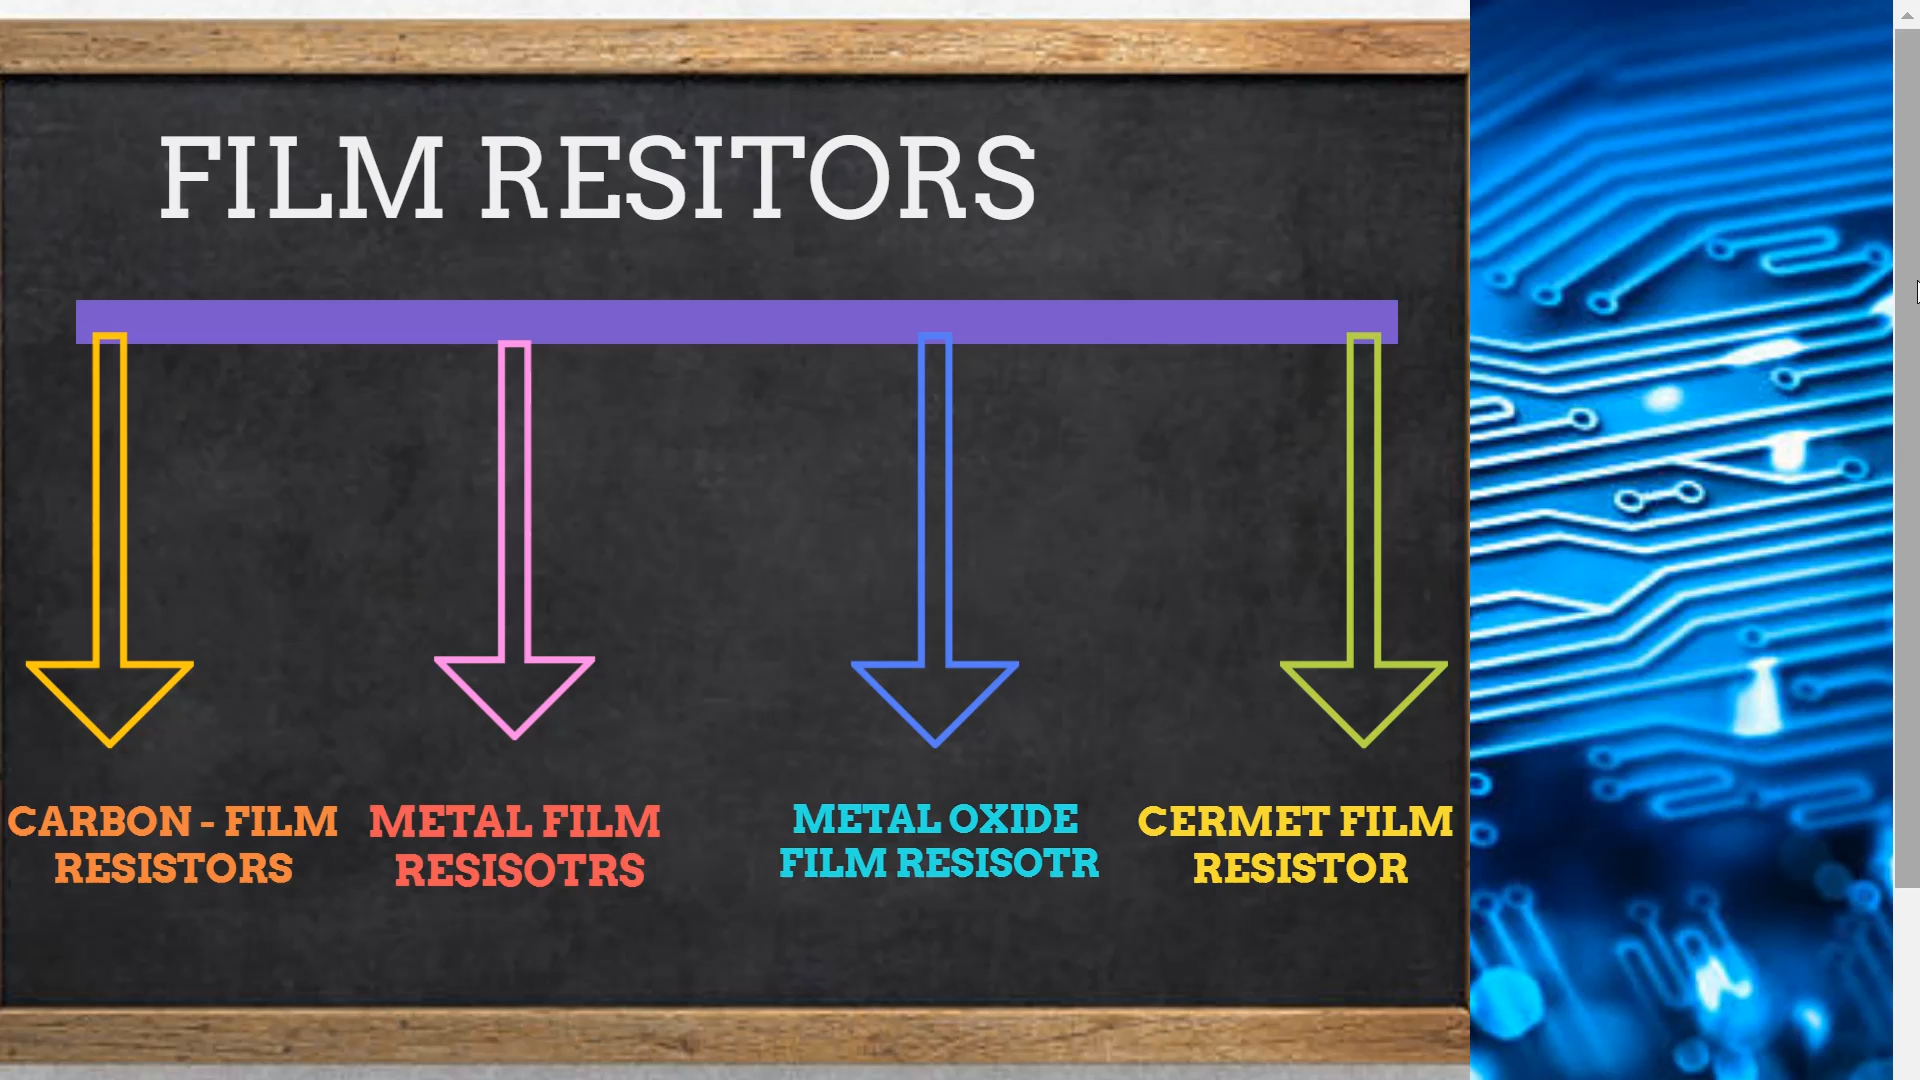 FILM RESITORS
CARBON - FILM
RESISTORS
METAL FILM
RESISOTRS
METAL OXIDE
FILM RESISOTR
CERMET FILM
RESISTOR